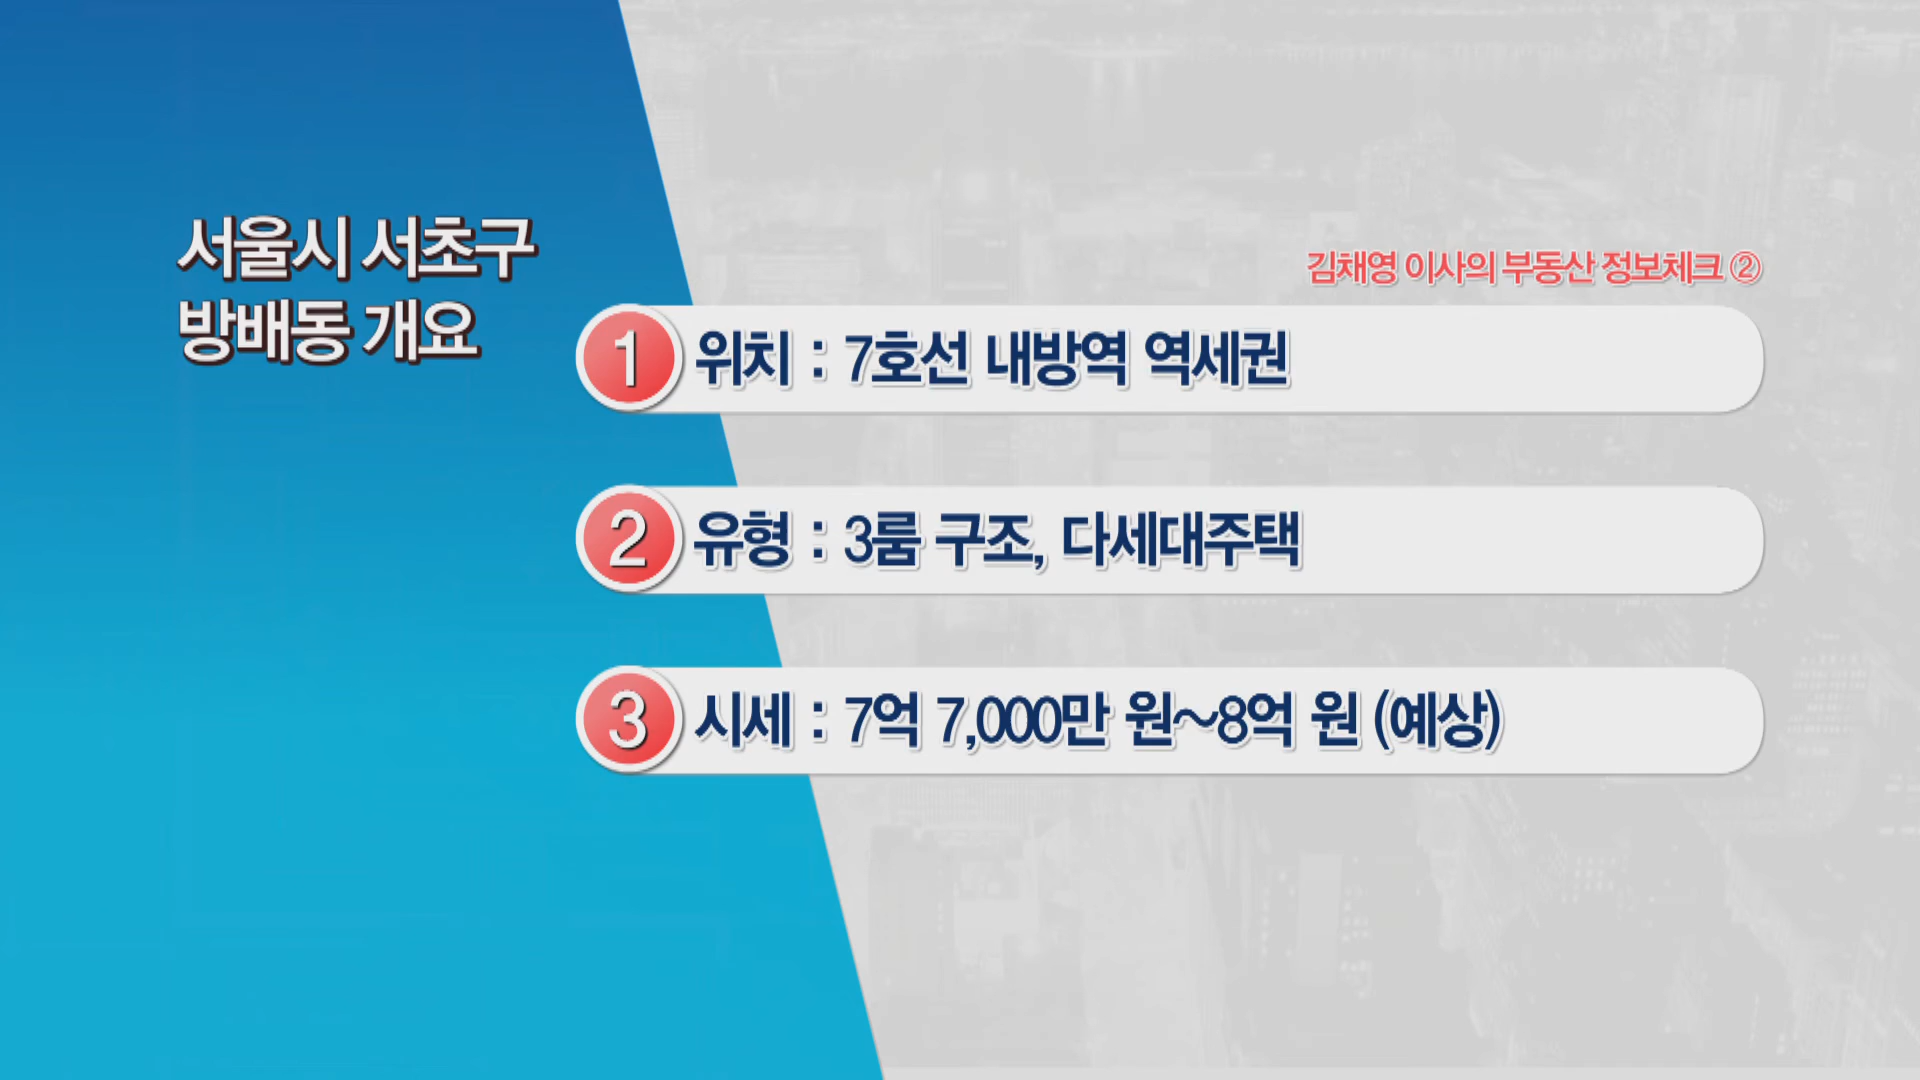 서울시 서초구
방배동 개요
김채영 이사의 부동산 정보체크 ②
1 위치 : 7호선 내방역 역세권
2 유형 : 3룸 구조, 다세대주택
3 시세 : 7억 7,000만 원~8억 원 (예상)